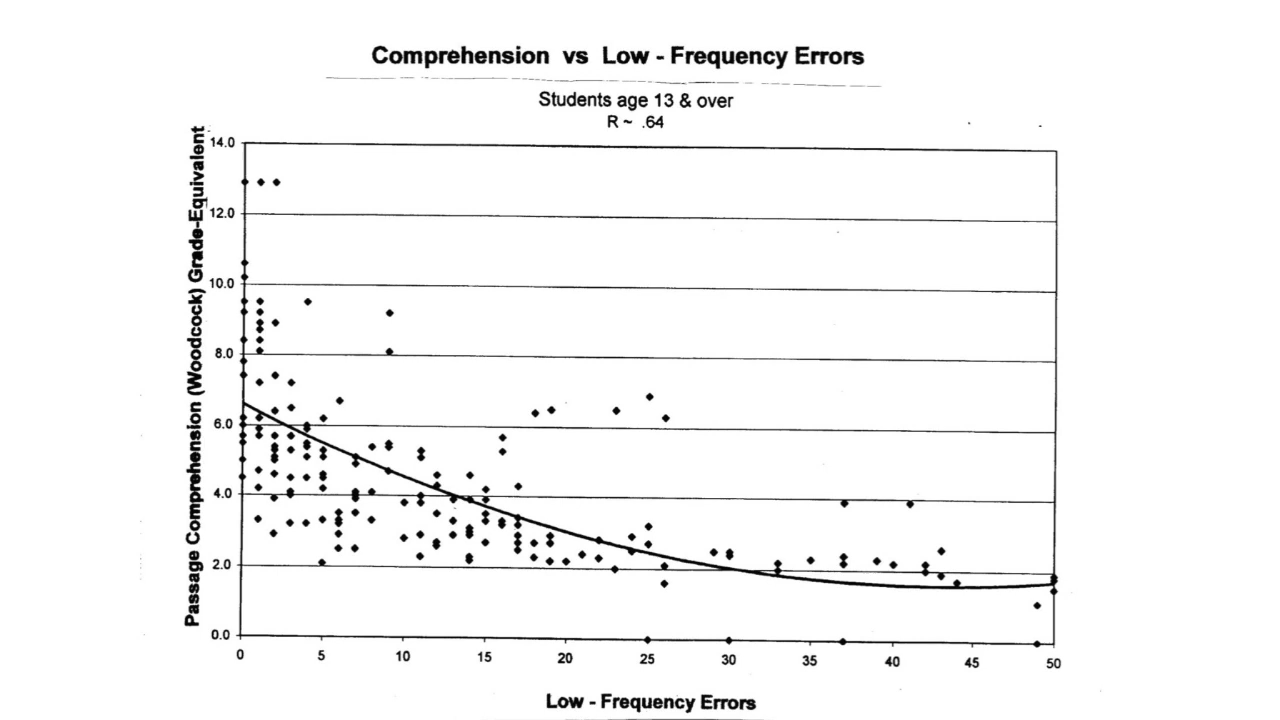 Comprehension vs Low - Frequency Errors
Students age 13 & over
R ~ .64
Passage Comprehension (Woodcock) Grade-Equivalent
14.0
12.0
10.0
8.0
6.0
4.0
2.0
0.0
0 5 10 15 20 25 30 35 40 45 50
Low - Frequency Errors